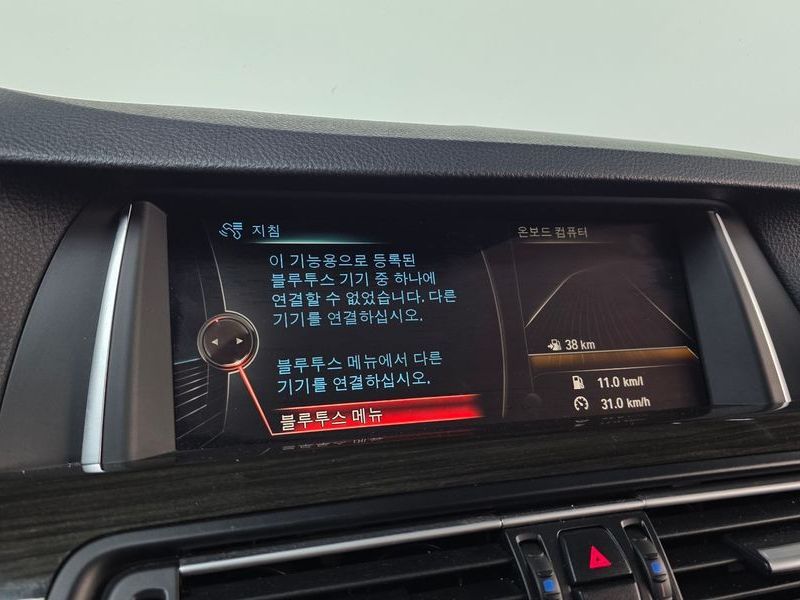 지침
이 기능용으로 등록된
블루투스 기기 중 하나에
연결할 수 없었습니다. 다른
기기를 연결하십시오.
블루투스 메뉴에서 다른
기기를 연결하십시오.
블루투스 메뉴
온보드 컴퓨터
38 km
11.0 km/l
31.0 km/h